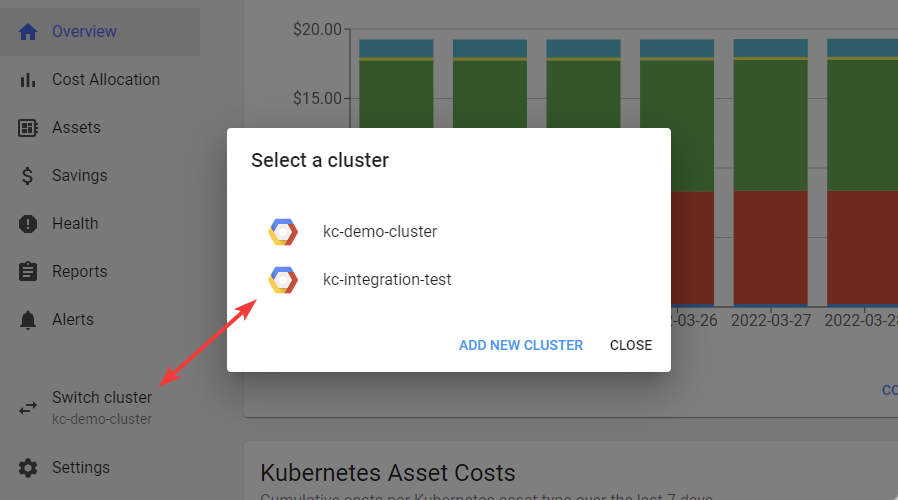 Overview
Cost Allocation
Assets
Savings
Health
Reports
Alerts
Switch cluster
kc-demo-cluster
Settings
$20.00
$15.00
Select a cluster
kc-demo-cluster
kc-integration-test
ADD NEW CLUSTER
CLOSE
2-03-26
2022-03-27
2022-03-28
CO
Kubernetes Asset Costs
Cumulative costs per Kubernetes asset type over the last 7 days